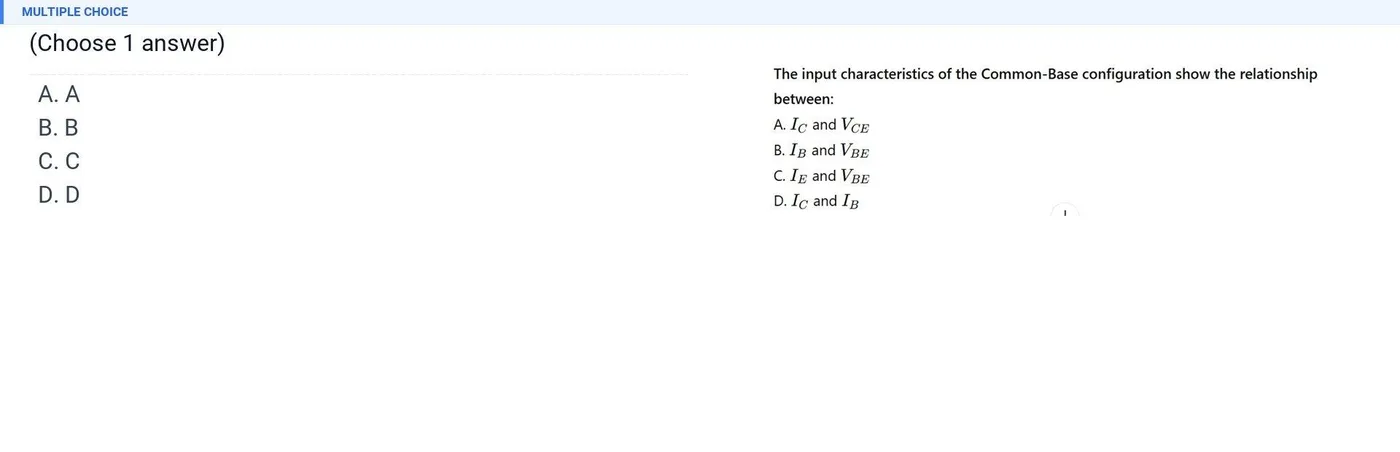 MULTIPLE CHOICE
(Choose 1 answer)
A. A
B. B
C. C
D. D
The input characteristics of the Common-Base configuration show the relationship
between:
A. I_C and V_CE
B. I_B and V_BE
C. I_E and V_BE
D. I_C and I_B